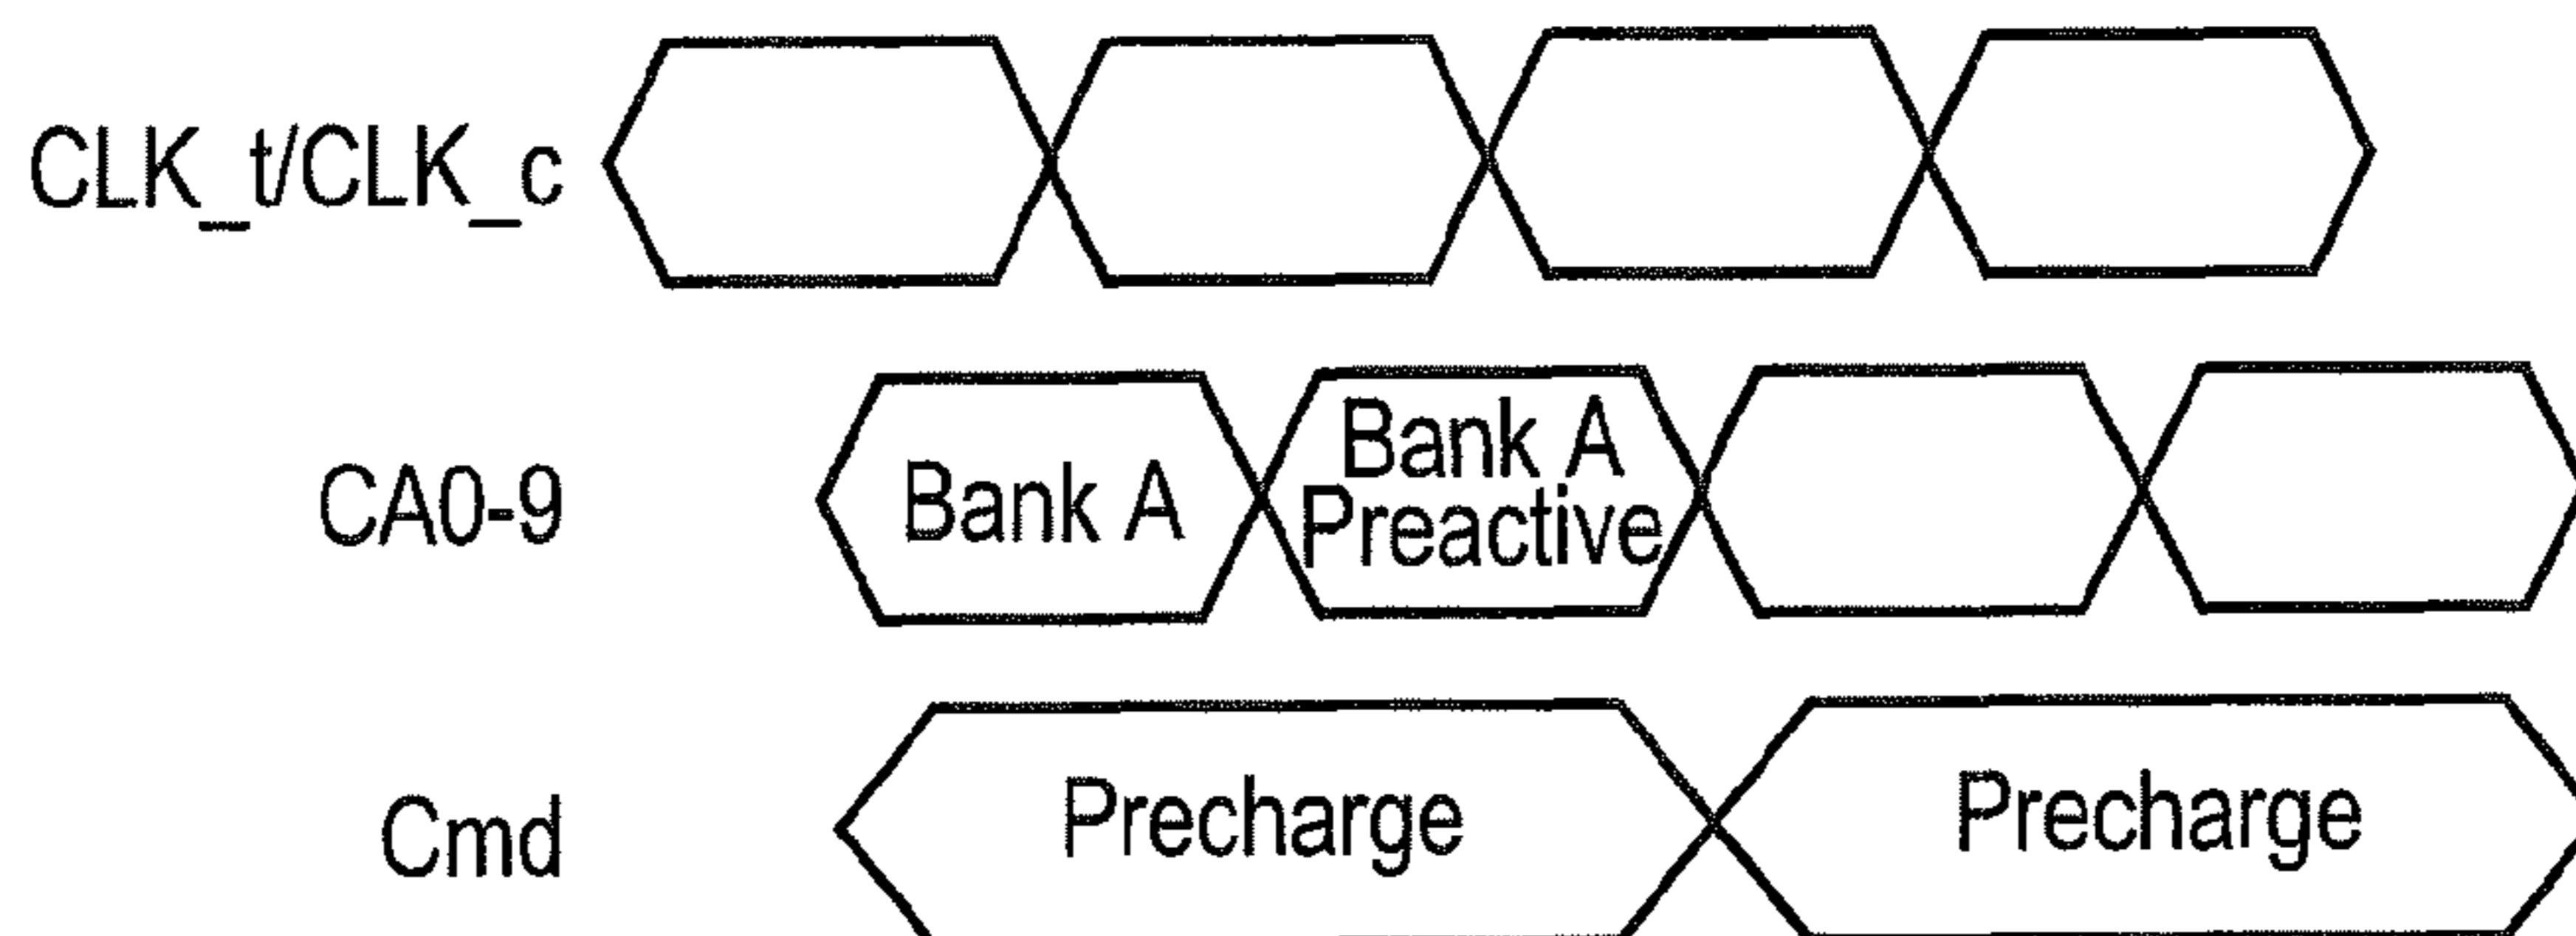 CLK_t/CLK_c
CA0-9
Bank A
Bank A
Preactive
Cmd
Precharge
Precharge